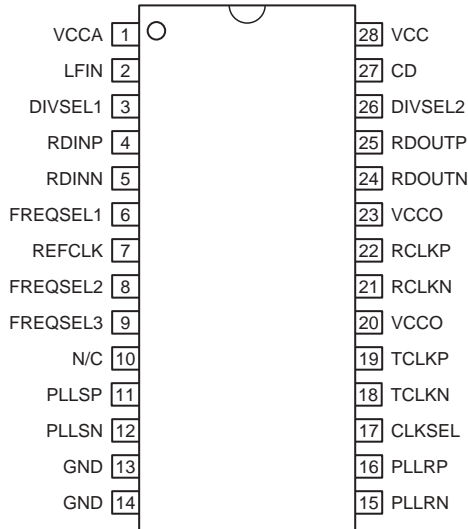 VCCA 1 28 VCC
LFIN 2 27 CD
DIVSEL1 3 26 DIVSEL2
RDINP 4 25 RDOUTP
RDINN 5 24 RDOUTN
FREQSEL1 6 23 VCCO
REFCLK 7 22 RCLKP
FREQSEL2 8 21 RCLKN
FREQSEL3 9 20 VCCO
N/C 10 19 TCLKP
PLLSP 11 18 TCLKN
PLLSN 12 17 CLKSEL
GND 13 16 PLLRP
GND 14 15 PLLRN